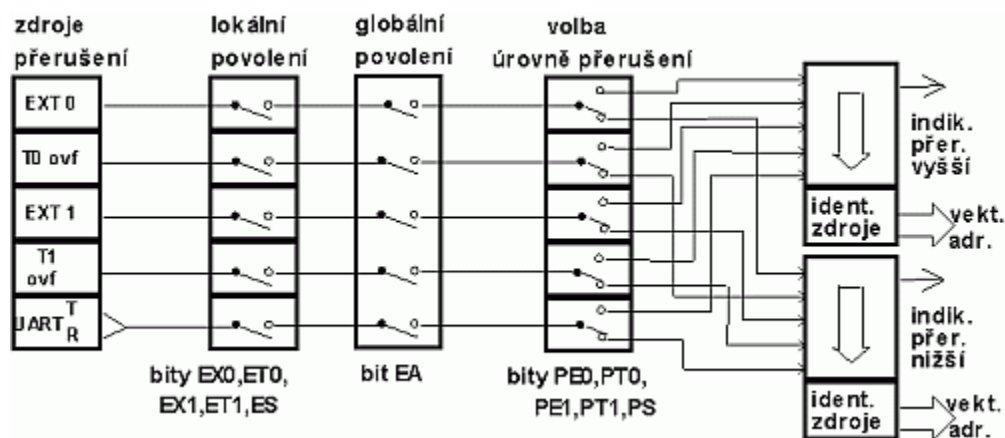 zdroje
přerušení
lokální
povolení
globální
povolení
volba
úrovně přerušení
EXT 0
T0 ovf
EXT 1
T1
ovf
UART T
R
indik.
přer.
vyšší
ident.
zdroje
vekt.
adr.
indik.
přer.
nižší
ident.
zdroje
vekt.
adr.
bity EX0,ET0,
EX1,ET1,ES
bit EA
bity PE0,PT0,
PE1,PT1,PS